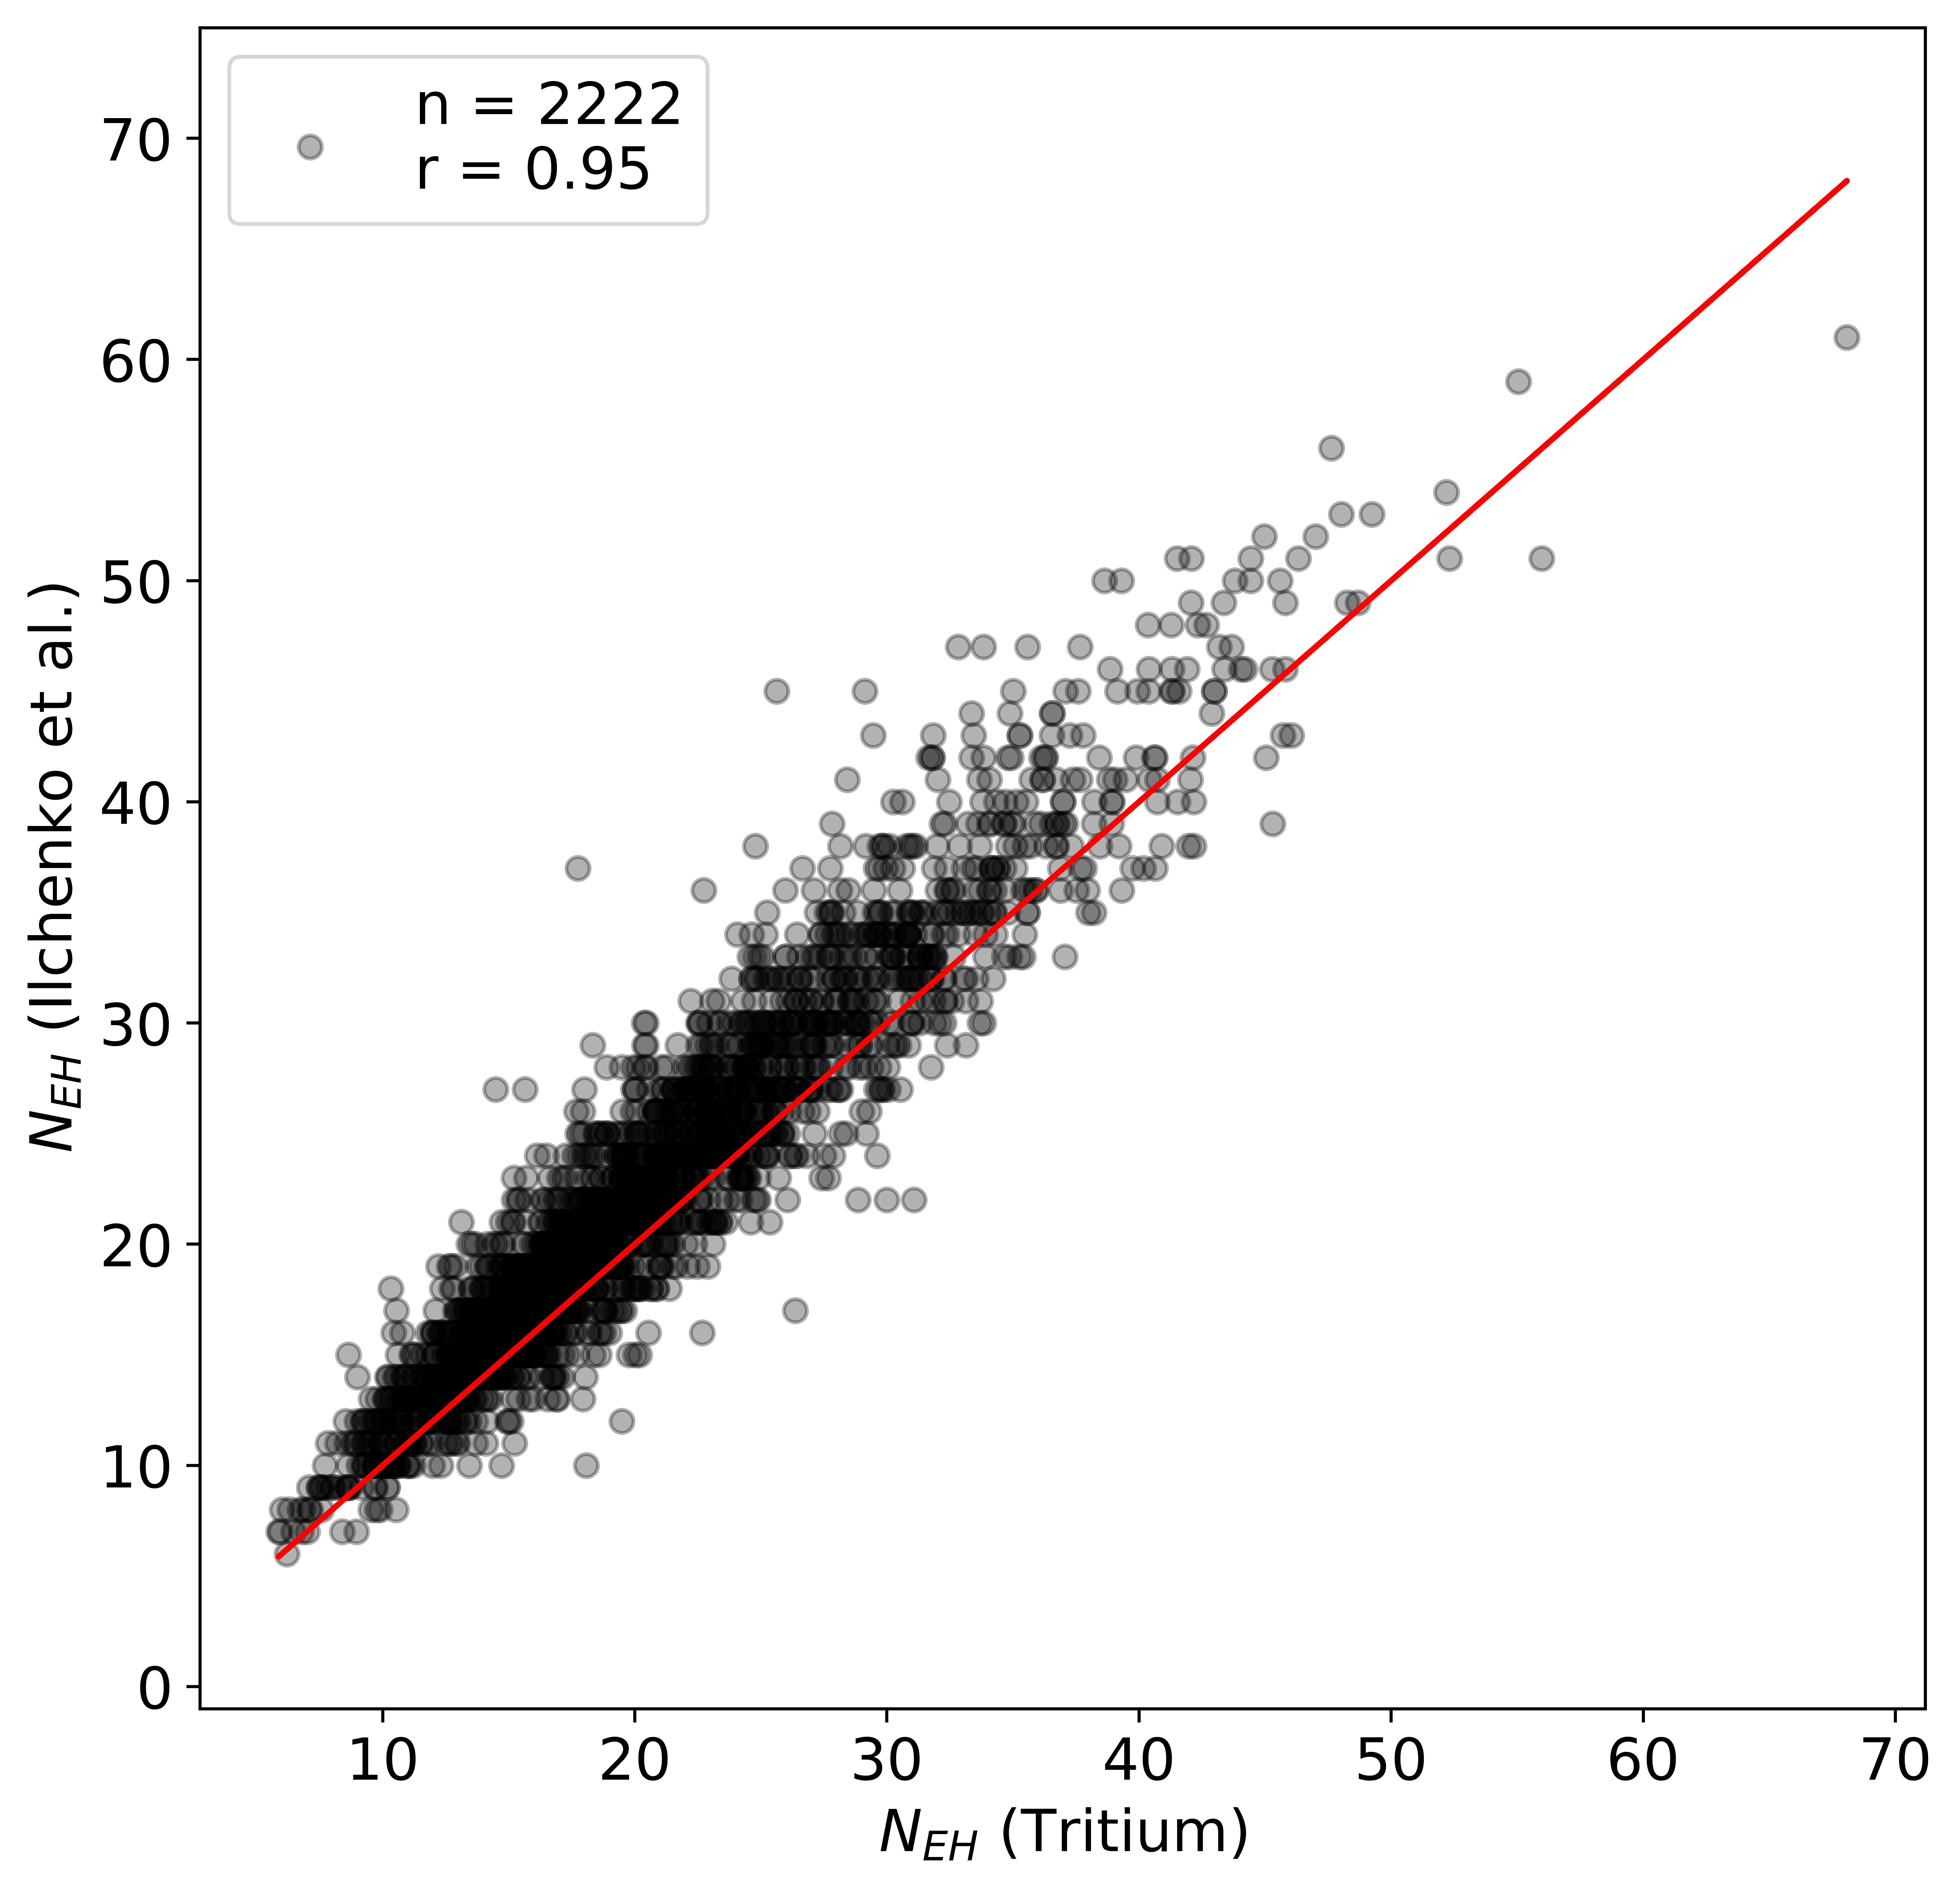 n = 2222
r = 0.95
70
60
50
40
30
20
10
0
N_EH (Ilchenko et al.)
10 20 30 40 50 60 70
N_EH (Tritium)